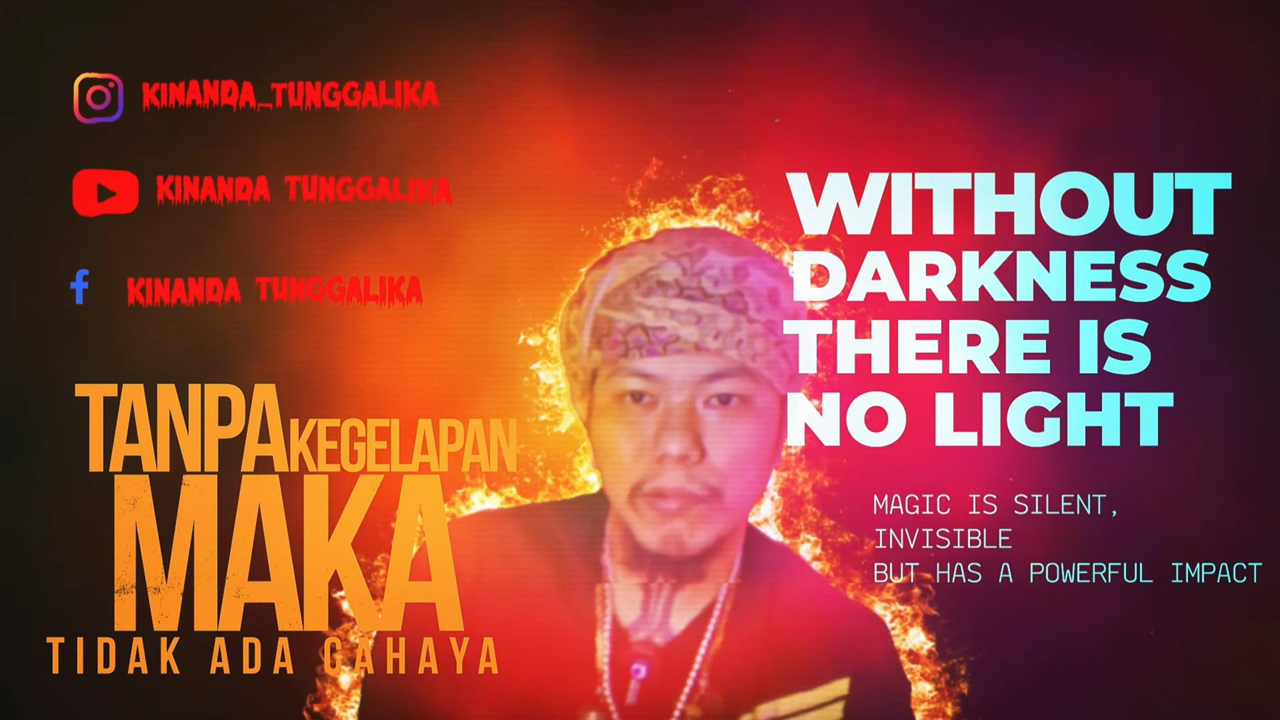 KINANDA_TUNGGALIKA
KINANDA TUNGGALIKA
KINANDA TUNGGALIKA
TANPA KEGELAPAN
MAKA
TIDAK ADA CAHAYA
WITHOUT
DARKNESS
THERE IS
NO LIGHT
MAGIC IS SILENT,
INVISIBLE
BUT HAS A POWERFUL IMPACT